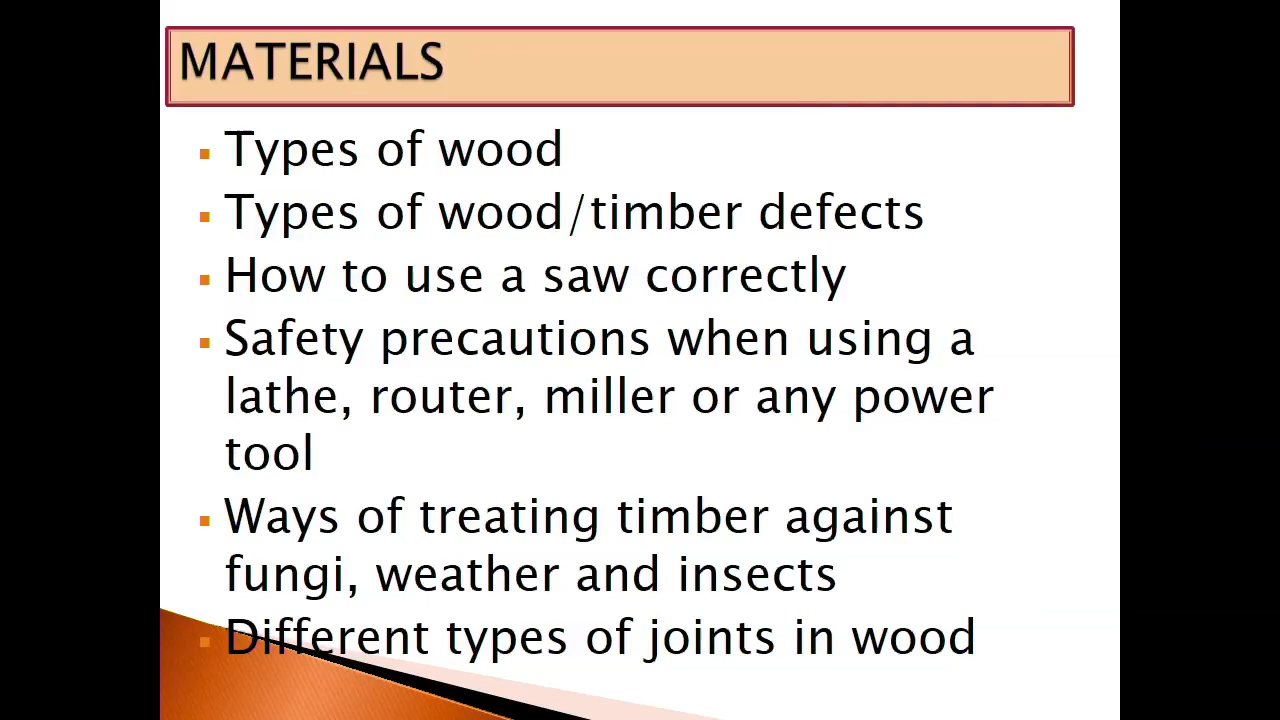 MATERIALS
▪ Types of wood
▪ Types of wood/timber defects
▪ How to use a saw correctly
▪ Safety precautions when using a
lathe, router, miller or any power
tool
▪ Ways of treating timber against
fungi, weather and insects
▪ Different types of joints in wood